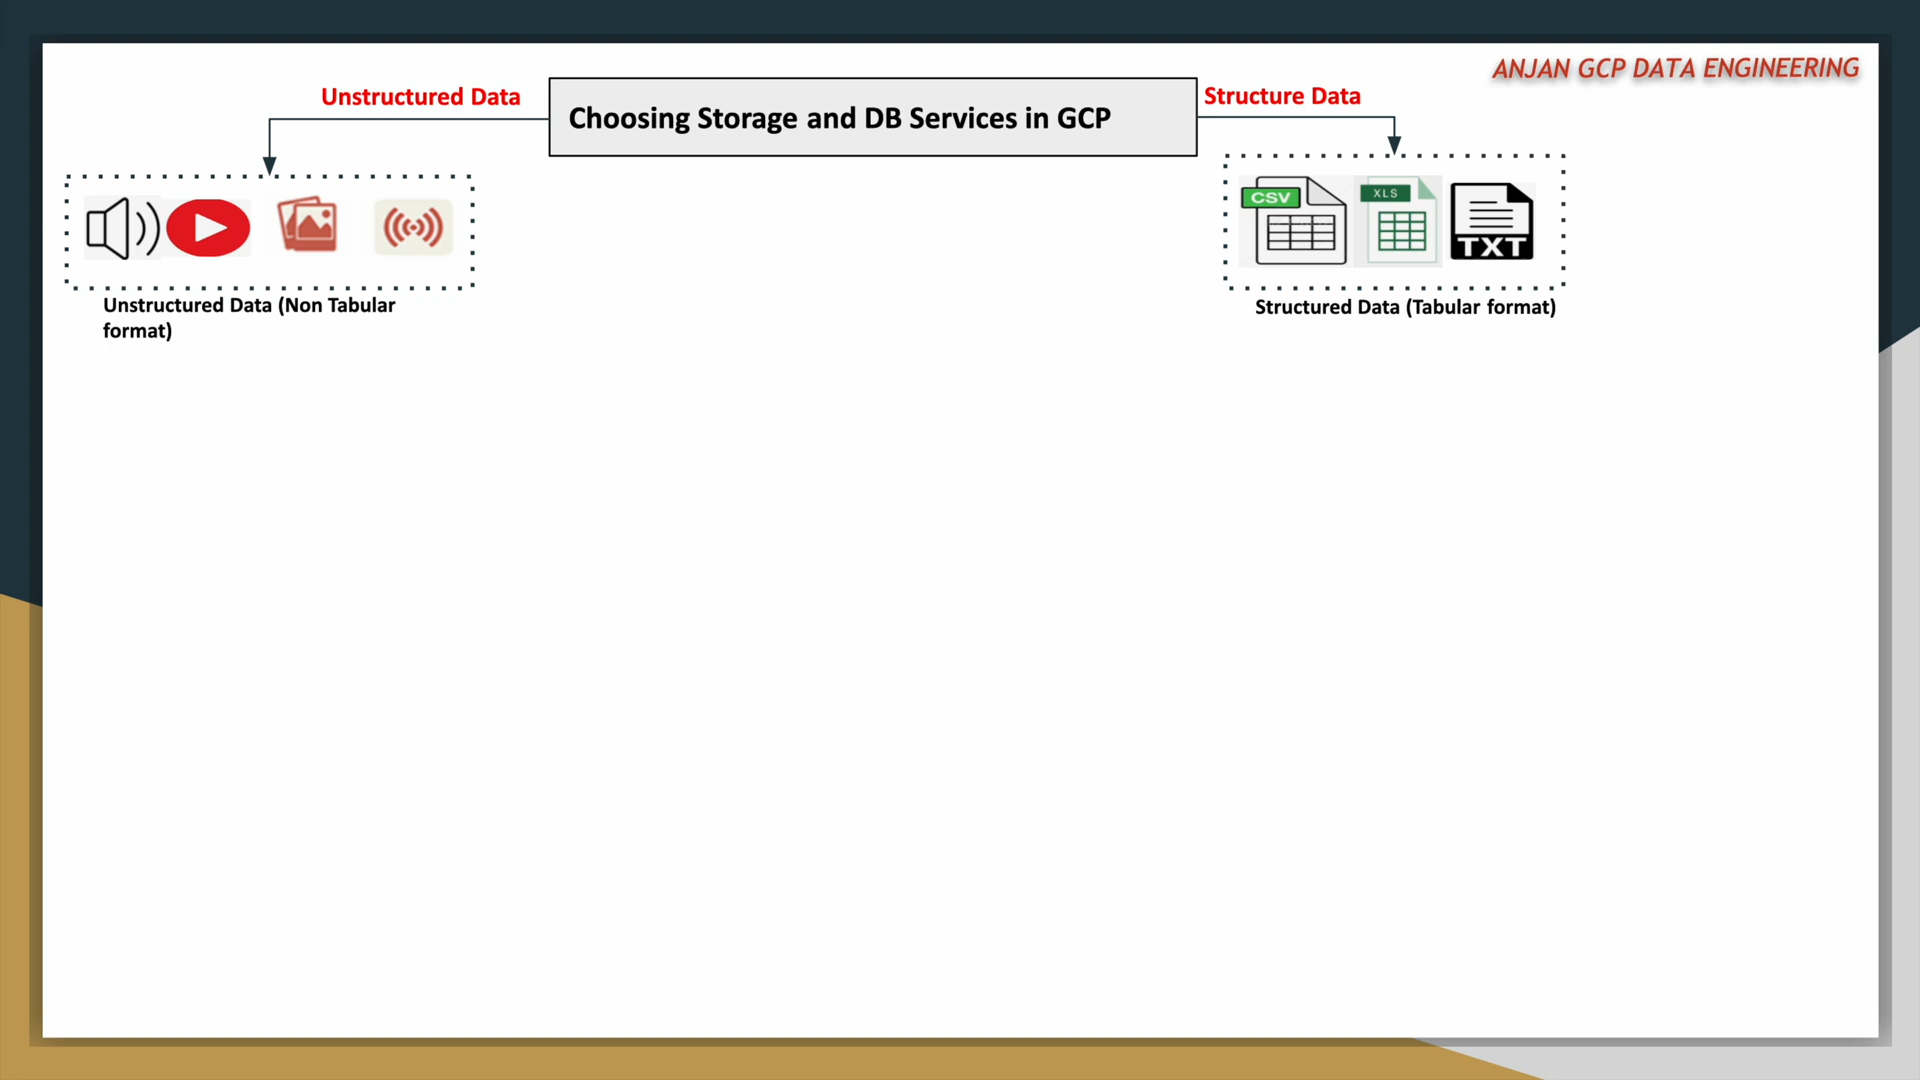 ANJAN GCP DATA ENGINEERING
Unstructured Data
Choosing Storage and DB Services in GCP
Structure Data
CSV
XLS
TXT
Unstructured Data (Non Tabular
format)
Structured Data (Tabular format)